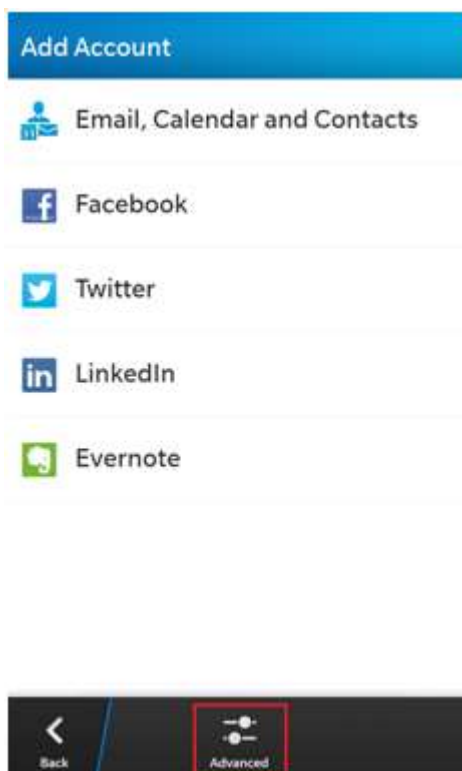 Add Account
Email, Calendar and Contacts
Facebook
Twitter
LinkedIn
Evernote
Back
Advanced